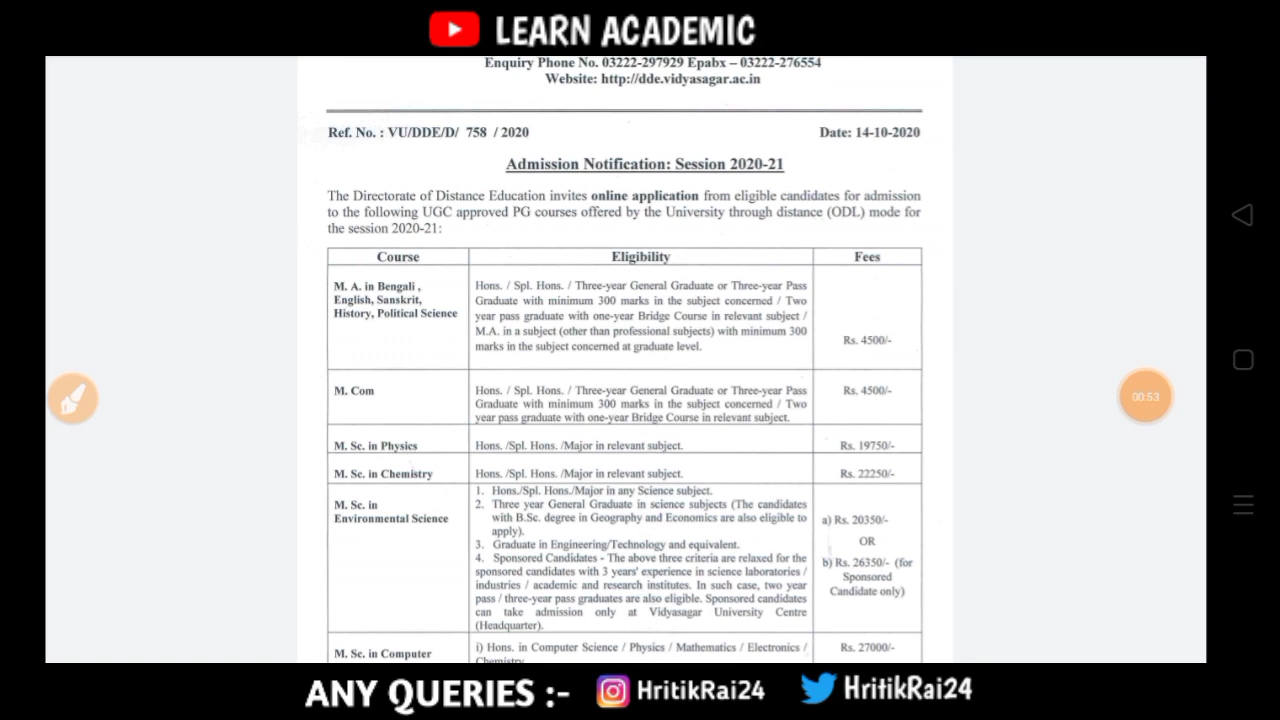 LEARN ACADEMIC
Enquiry Phone No. 03222-297929 Epabx – 03222-276554
Website: http://dde.vidyasagar.ac.in
Ref. No. : VU/DDE/D/ 758 / 2020 Date: 14-10-2020
Admission Notification: Session 2020-21
The Directorate of Distance Education invites online application from eligible candidates for admission
to the following UGC approved PG courses offered by the University through distance (ODL) mode for
the session 2020-21:
Course Eligibility Fees
M. A. in Bengali ,
English, Sanskrit,
History, Political Science
Hons. / Spl. Hons. / Three-year General Graduate or Three-year Pass
Graduate with minimum 300 marks in the subject concerned / Two
year pass graduate with one-year Bridge Course in relevant subject /
M.A. in a subject (other than professional subjects) with minimum 300
marks in the subject concerned at graduate level.
Rs. 4500/-
M. Com
Hons. / Spl. Hons. / Three-year General Graduate or Three-year Pass
Graduate with minimum 300 marks in the subject concerned / Two
year pass graduate with one-year Bridge Course in relevant subject.
Rs. 4500/-
M. Sc. in Physics Hons. /Spl. Hons. /Major in relevant subject. Rs. 19750/-
M. Sc. in Chemistry Hons. /Spl. Hons. /Major in relevant subject. Rs. 22250/-
M. Sc. in
Environmental Science
1. Hons./Spl. Hons./Major in any Science subject.
2. Three year General Graduate in science subjects (The candidates
with B.Sc. degree in Geography and Economics are also eligible to
apply).
3. Graduate in Engineering/Technology and equivalent.
4. Sponsored Candidates - The above three criteria are relaxed for the
sponsored candidates with 3 years' experience in science laboratories /
industries / academic and research institutes. In such case, two year
pass / three-year pass graduates are also eligible. Sponsored candidates
can take admission only at Vidyasagar University Centre
(Headquarter).
a) Rs. 20350/-
OR
b) Rs. 26350/- (for
Sponsored
Candidate only)
M. Sc. in Computer
i) Hons. in Computer Science / Physics / Mathematics / Electronics /
Chemistry
Rs. 27000/-
00:53
ANY QUERIES :- HritikRai24 HritikRai24